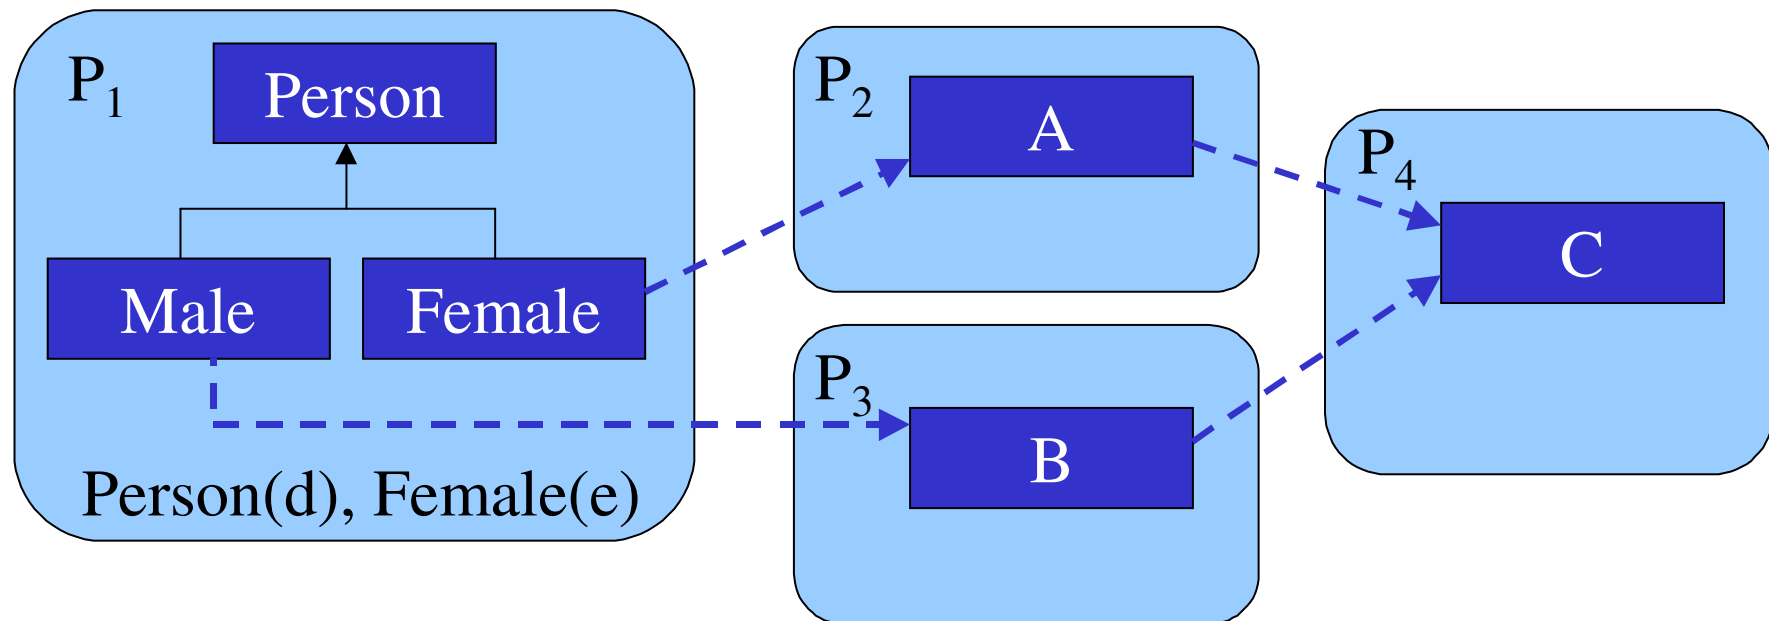 P₁
Person
Male
Female
Person(d), Female(e)
P₂
A
P₃
B
P₄
C